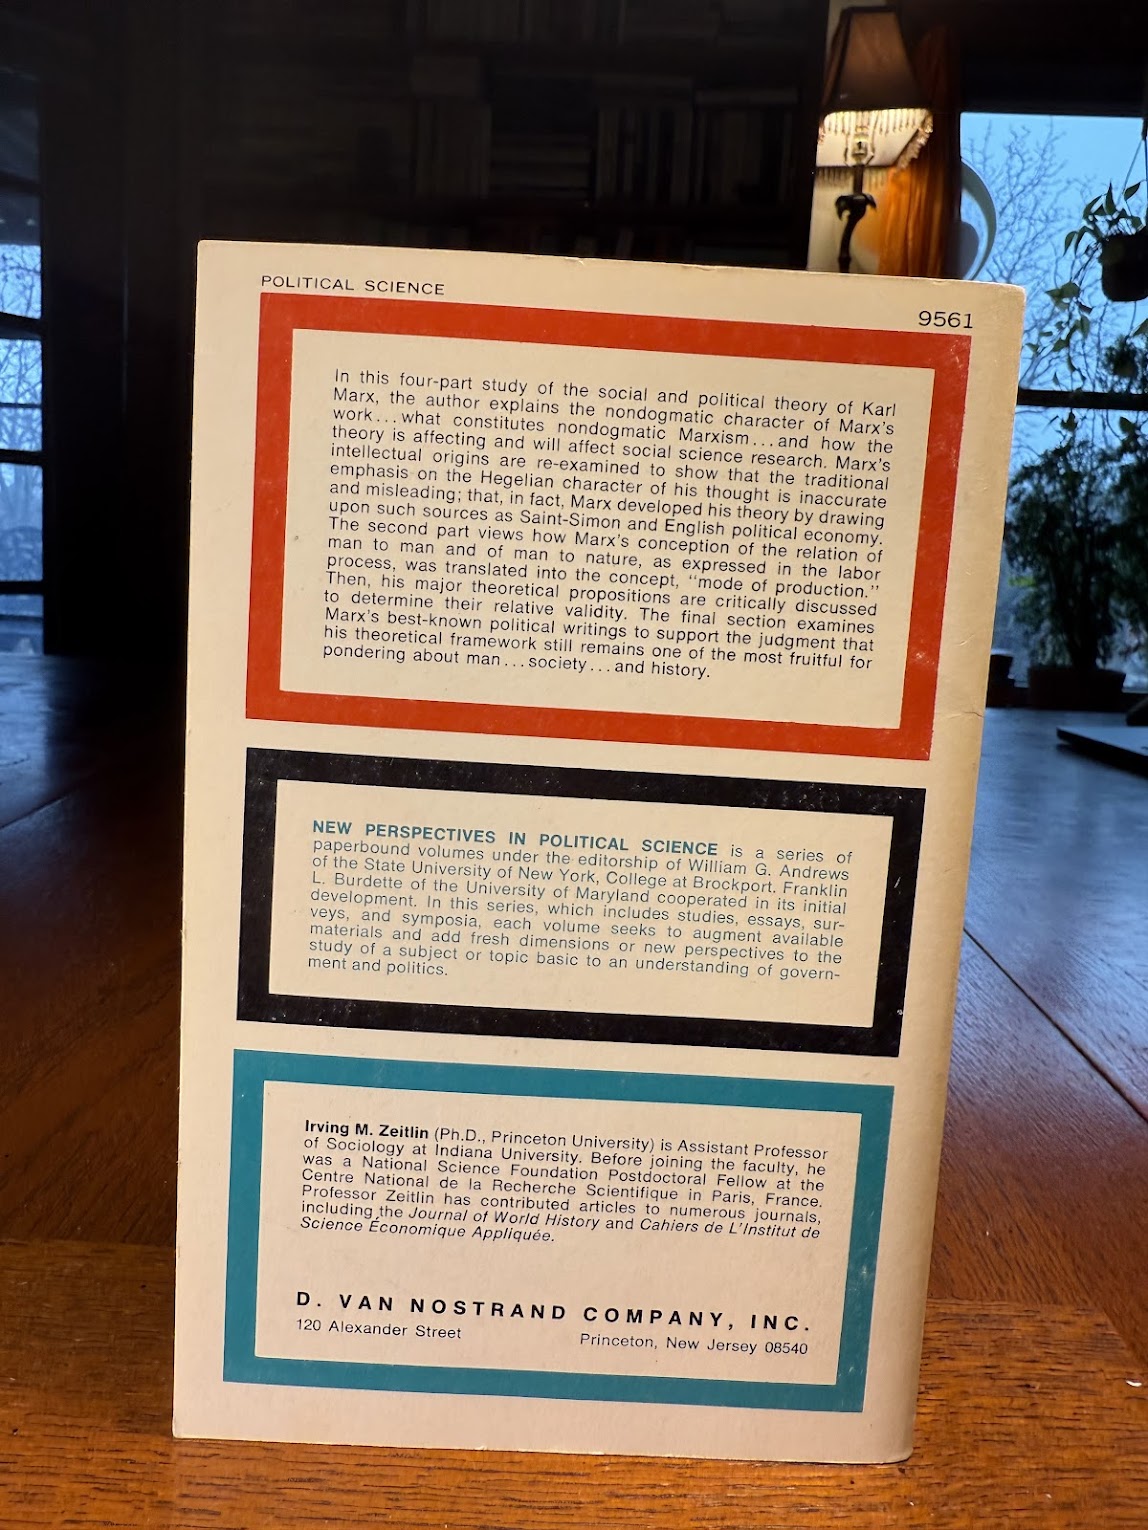 POLITICAL SCIENCE
9561
In this four-part study of the social and political theory of Karl
Marx, the author explains the nondogmatic character of Marx's
work...what constitutes nondogmatic Marxism...and how the
theory is affecting and will affect social science research. Marx's
intellectual origins are re-examined to show that the traditional
emphasis on the Hegelian character of his thought is inaccurate
and misleading; that, in fact, Marx developed his theory by drawing
upon such sources as Saint-Simon and English political economy.
The second part views how Marx's conception of the relation of
man to man and of man to nature, as expressed in the labor
process, was translated into the concept, "mode of production."
Then, his major theoretical propositions are critically discussed
to determine their relative validity. The final section examines
Marx's best-known political writings to support the judgment that
his theoretical framework still remains one of the most fruitful for
pondering about man...society...and history.
NEW PERSPECTIVES IN POLITICAL SCIENCE is a series of
paperbound volumes under the editorship of William G. Andrews
of the State University of New York, College at Brockport. Franklin
L. Burdette of the University of Maryland cooperated in its initial
development. In this series, which includes studies, essays, sur-
veys, and symposia, each volume seeks to augment available
materials and add fresh dimensions or new perspectives to the
study of a subject or topic basic to an understanding of govern-
ment and politics.
Irving M. Zeitlin (Ph.D., Princeton University) is Assistant Professor
of Sociology at Indiana University. Before joining the faculty, he
was a National Science Foundation Postdoctoral Fellow at the
Centre National de la Recherche Scientifique in Paris, France.
Professor Zeitlin has contributed articles to numerous journals,
including the Journal of World History and Cahiers de L'Institut de
Science Économique Appliquée.
D. VAN NOSTRAND COMPANY, INC.
120 Alexander Street Princeton, New Jersey 08540